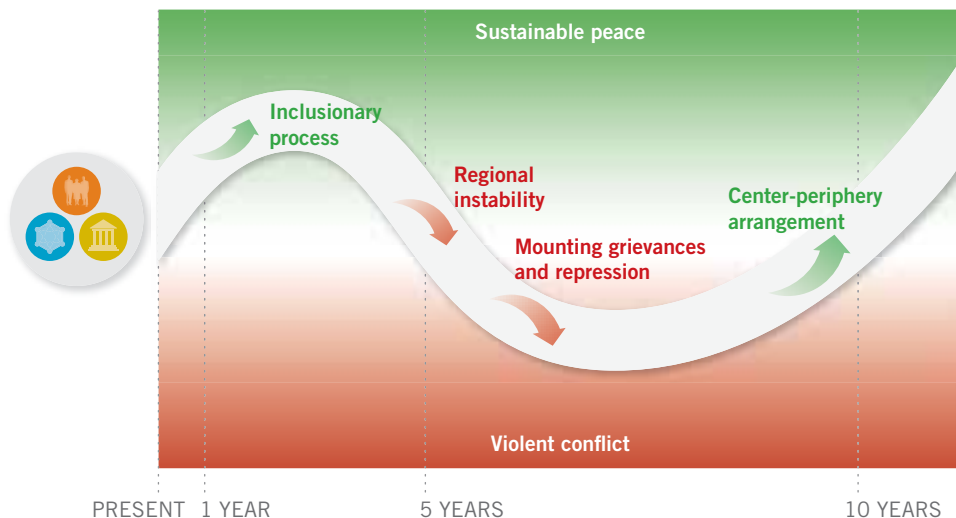 Sustainable peace
Inclusionary
process
Regional
instability
Mounting grievances
and repression
Center-periphery
arrangement
Violent conflict
PRESENT
1 YEAR
5 YEARS
10 YEARS